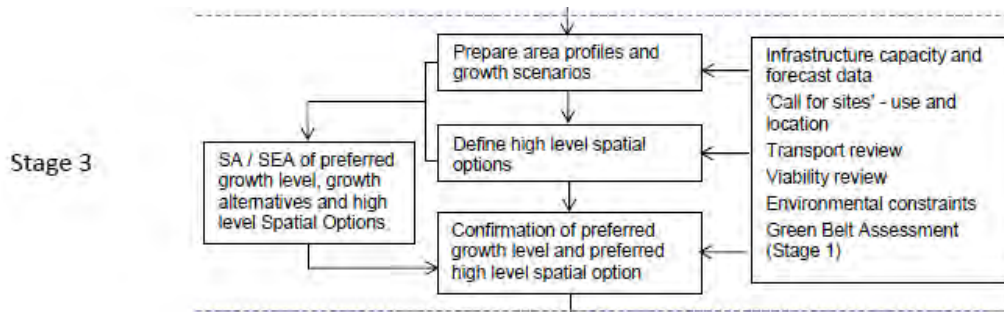 Stage 3
Prepare area profiles and
growth scenarios
Define high level spatial
options
SA / SEA of preferred
growth level, growth
alternatives and high
level Spatial Options.
Confirmation of preferred
growth level and preferred
high level spatial option
Infrastructure capacity and
forecast data
'Call for sites' - use and
location
Transport review
Viability review
Environmental constraints
Green Belt Assessment
(Stage 1)